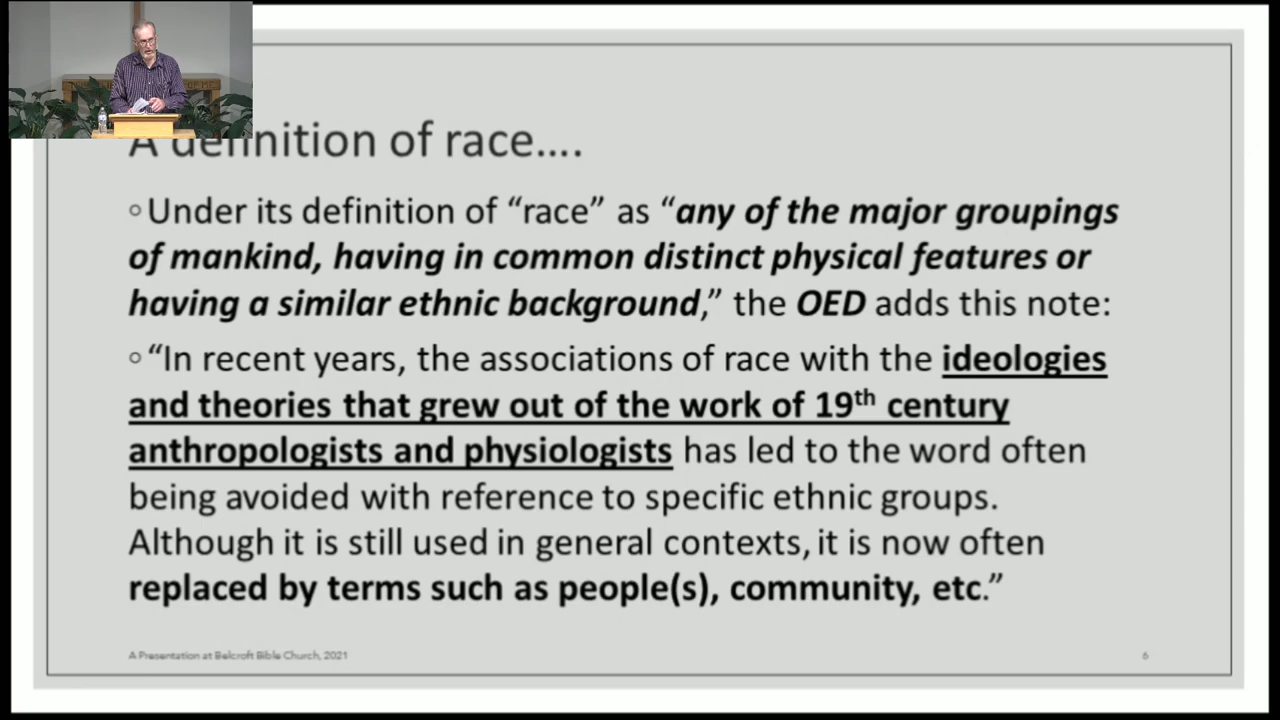 A definition of race….
◦ Under its definition of “race” as “any of the major groupings
of mankind, having in common distinct physical features or
having a similar ethnic background,” the OED adds this note:
◦ “In recent years, the associations of race with the ideologies
and theories that grew out of the work of 19th century
anthropologists and physiologists has led to the word often
being avoided with reference to specific ethnic groups.
Although it is still used in general contexts, it is now often
replaced by terms such as people(s), community, etc.”
A Presentation at Belcroft Bible Church, 2021
6